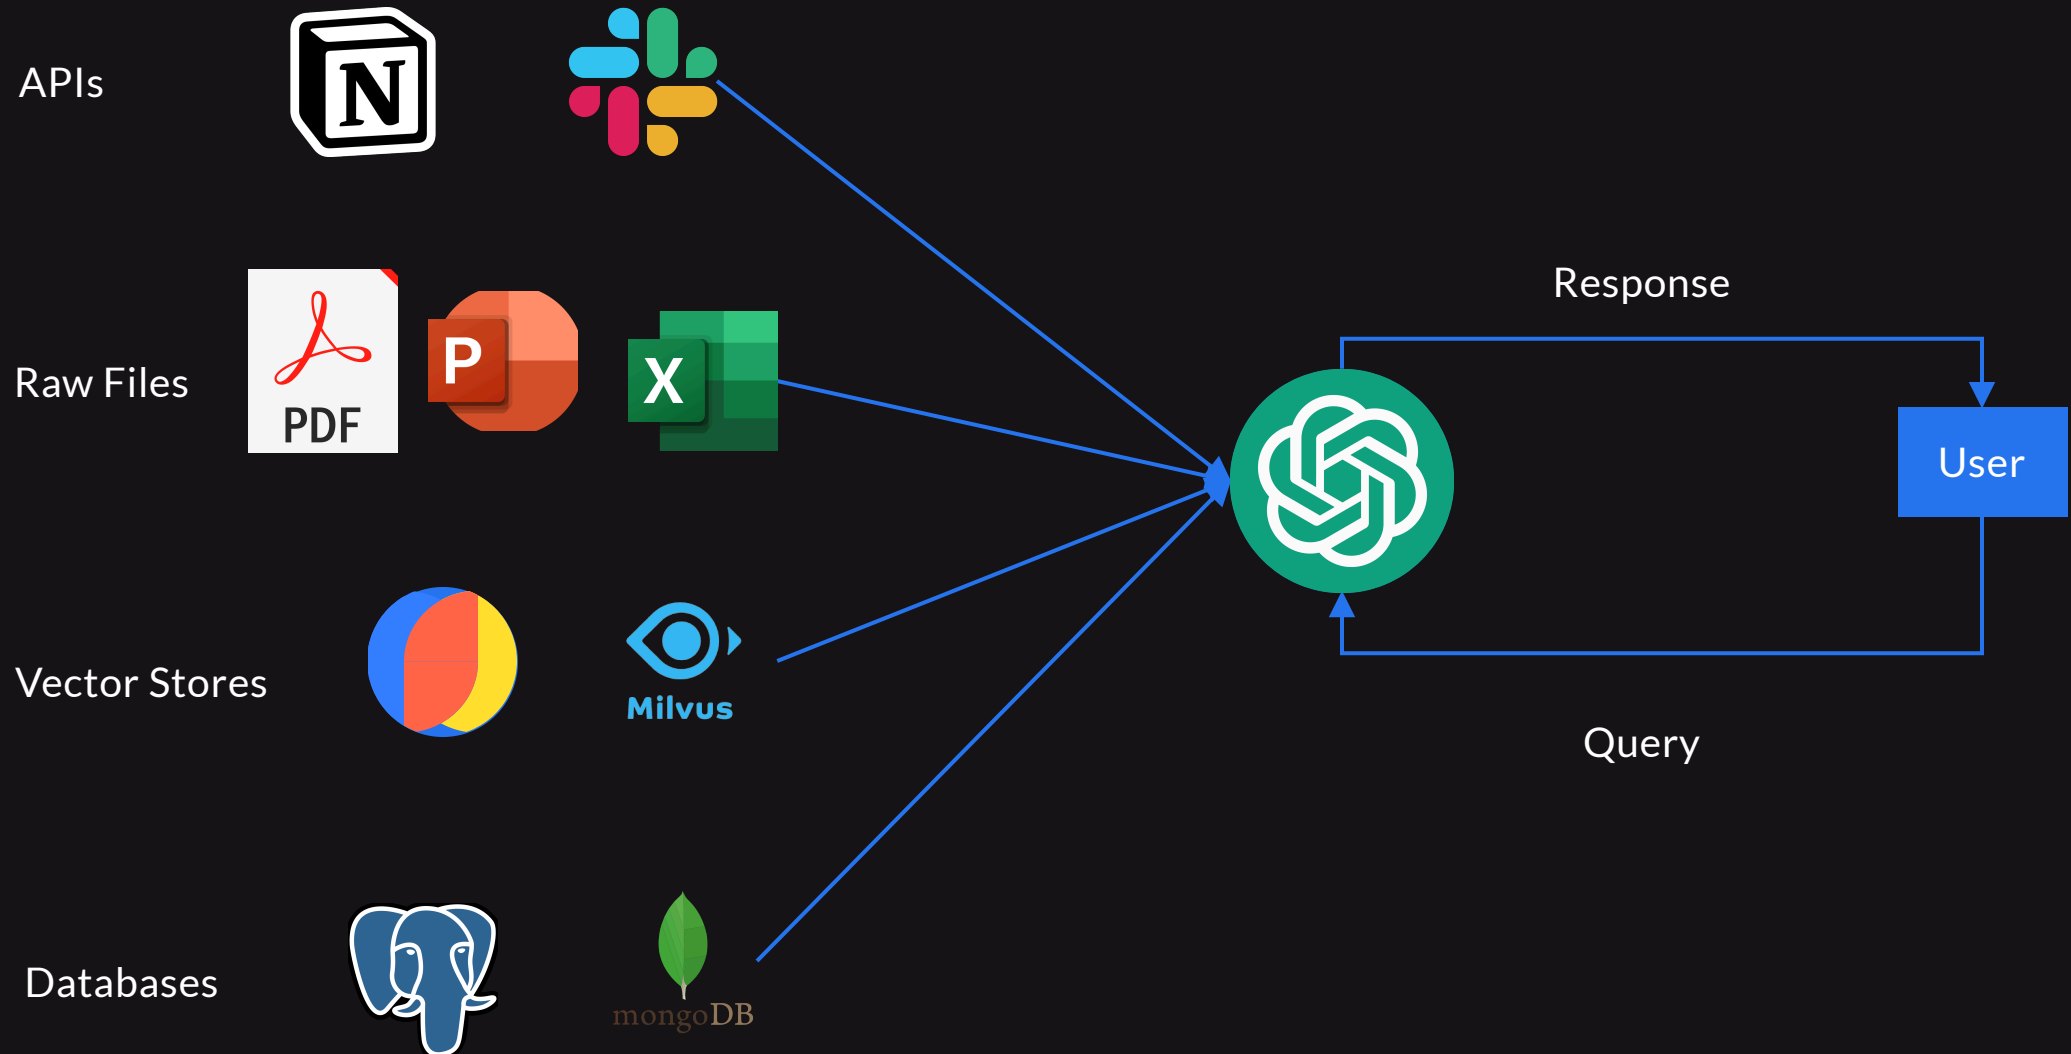 APIs
N
Raw Files
PDF
P
X
Response
User
Vector Stores
Milvus
Query
Databases
mongoDB